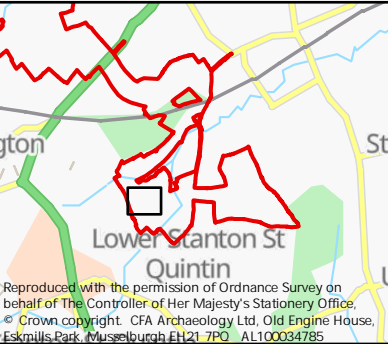 gton
St
Lower Stanton St
Quintin
Reproduced with the permission of Ordnance Survey on
behalf of The Controller of Her Majesty's Stationery Office,
© Crown copyright. CFA Archaeology Ltd, Old Engine House,
Eskmills Park, Musselburgh EH21 7PQ AL100034785